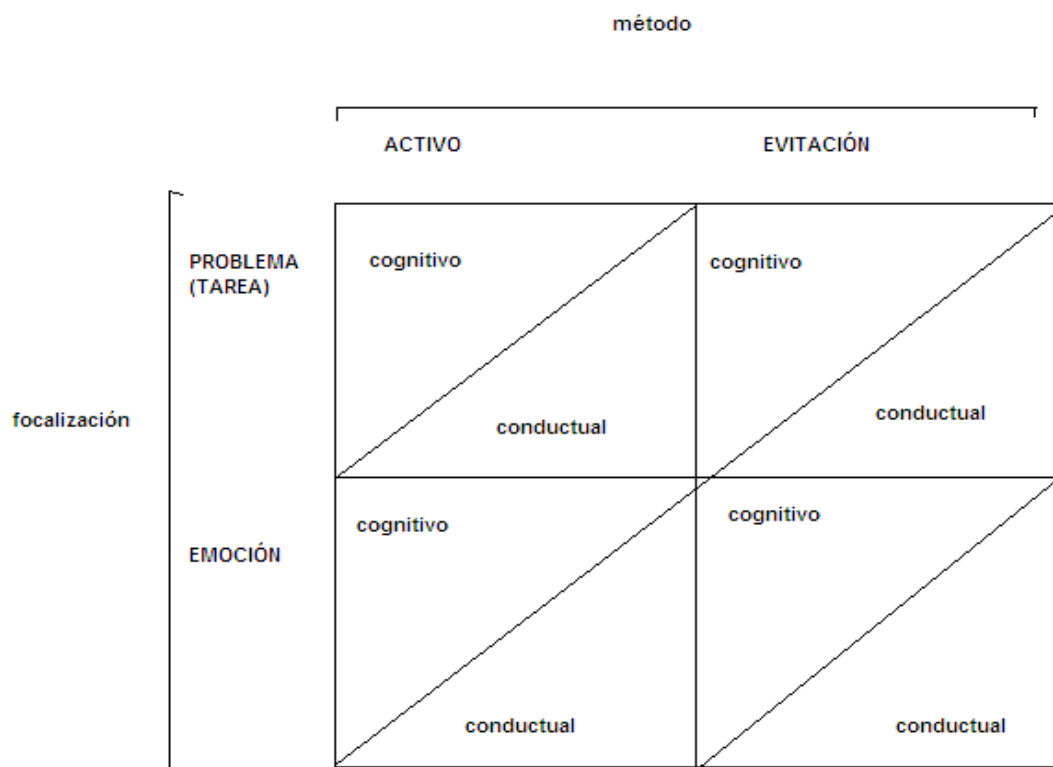 método
ACTIVO
EVITACIÓN
PROBLEMA
(TAREA)
cognitivo
cognitivo
conductual
conductual
focalización
EMOCIÓN
cognitivo
cognitivo
conductual
conductual